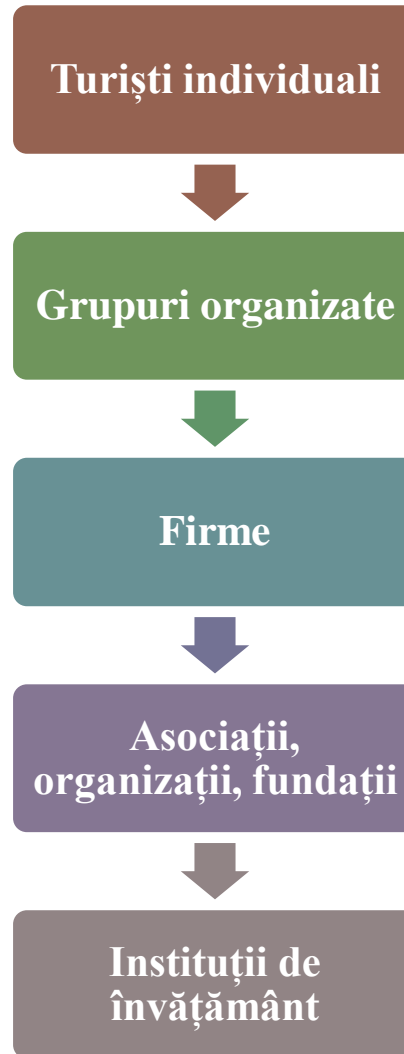 Turiști individuali
Grupuri organizate
Firme
Asociații,
organizații, fundații
Instituții de
învățământ